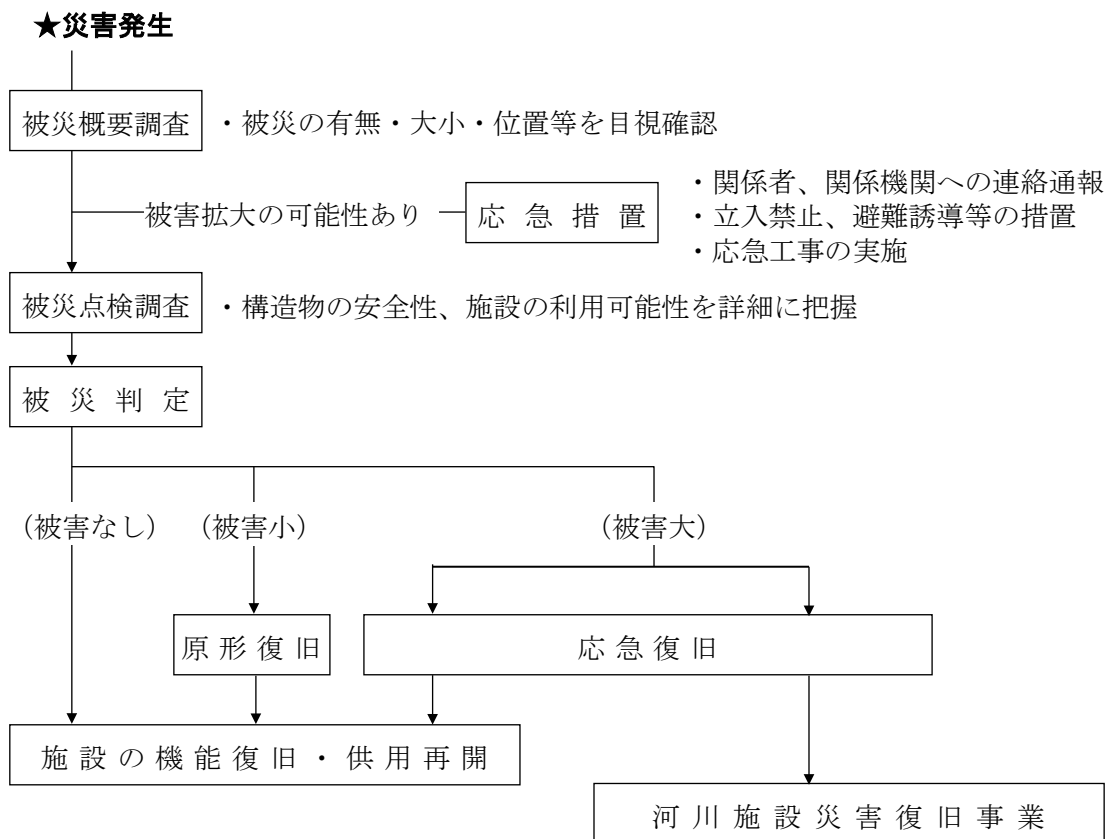 ★災害発生
被災概要調査 ・被災の有無・大小・位置等を目視確認
・関係者、関係機関への連絡通報
被害拡大の可能性あり 応急措置 ・立入禁止、避難誘導等の措置
・応急工事の実施
被災点検調査 ・構造物の安全性、施設の利用可能性を詳細に把握
被災判定
(被害なし) (被害小) (被害大)
原形復旧 応急復旧
施設の機能復旧・供用再開
河川施設災害復旧事業